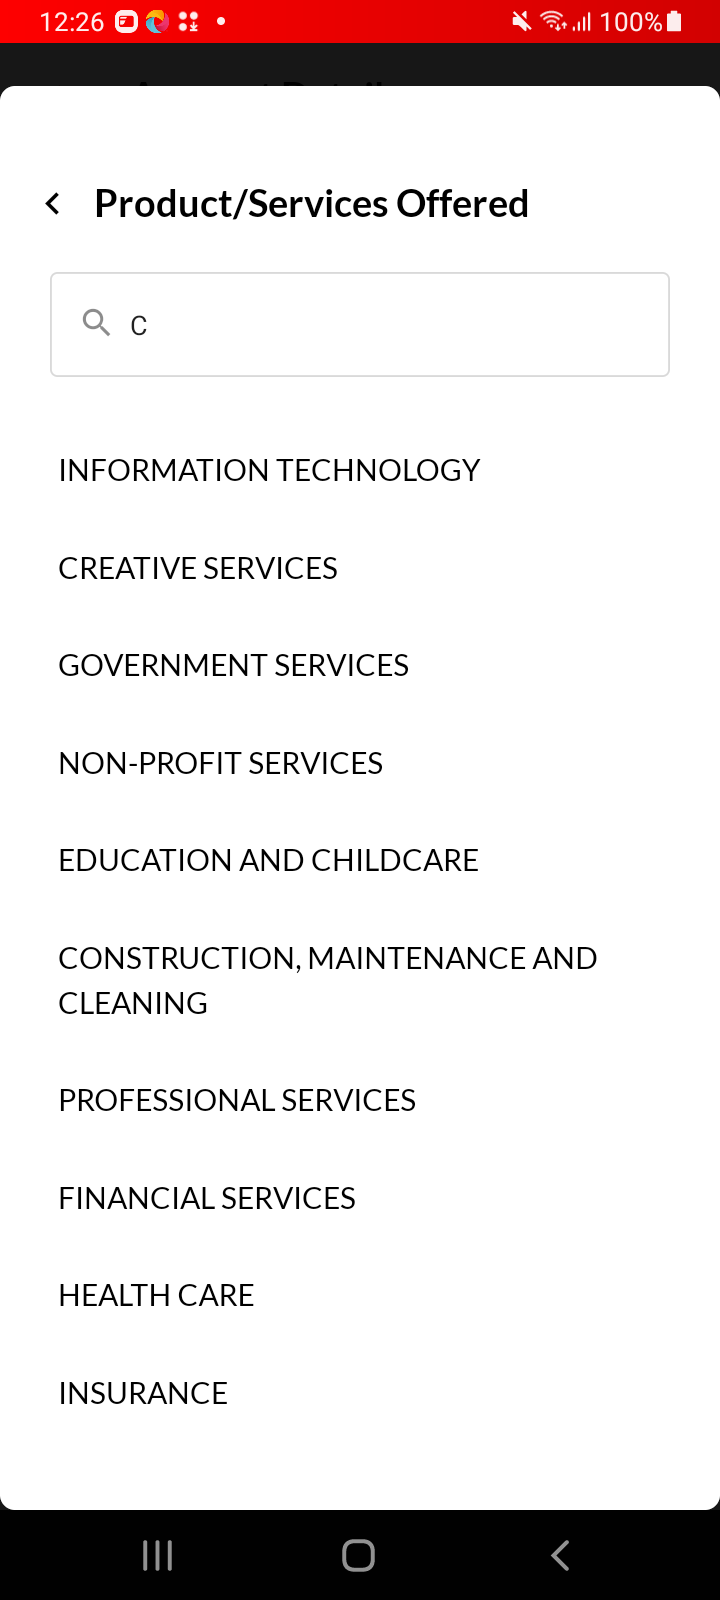 12:26
100%
Product/Services Offered
C
INFORMATION TECHNOLOGY
CREATIVE SERVICES
GOVERNMENT SERVICES
NON-PROFIT SERVICES
EDUCATION AND CHILDCARE
CONSTRUCTION, MAINTENANCE AND
CLEANING
PROFESSIONAL SERVICES
FINANCIAL SERVICES
HEALTH CARE
INSURANCE